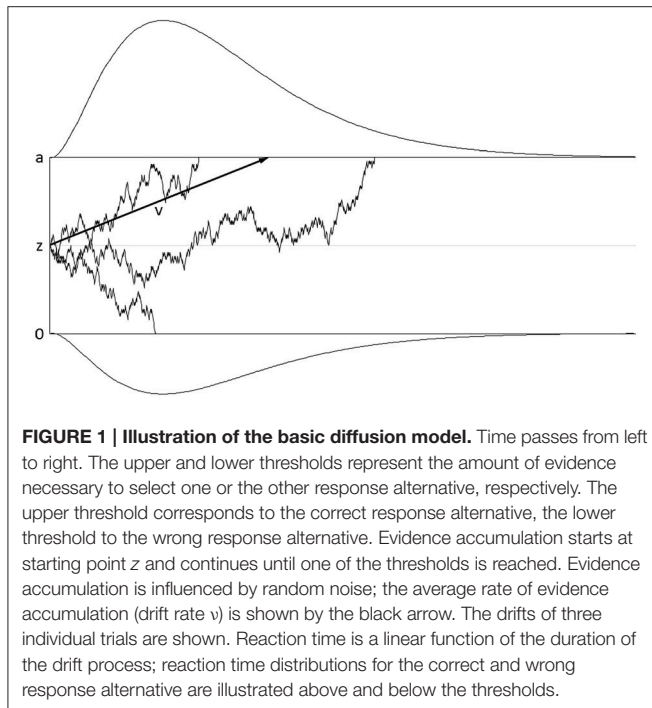 a
v
z
0
FIGURE 1 | Illustration of the basic diffusion model. Time passes from left
to right. The upper and lower thresholds represent the amount of evidence
necessary to select one or the other response alternative, respectively. The
upper threshold corresponds to the correct response alternative, the lower
threshold to the wrong response alternative. Evidence accumulation starts at
starting point z and continues until one of the thresholds is reached. Evidence
accumulation is influenced by random noise; the average rate of evidence
accumulation (drift rate ν) is shown by the black arrow. The drifts of three
individual trials are shown. Reaction time is a linear function of the duration of
the drift process; reaction time distributions for the correct and wrong
response alternative are illustrated above and below the thresholds.